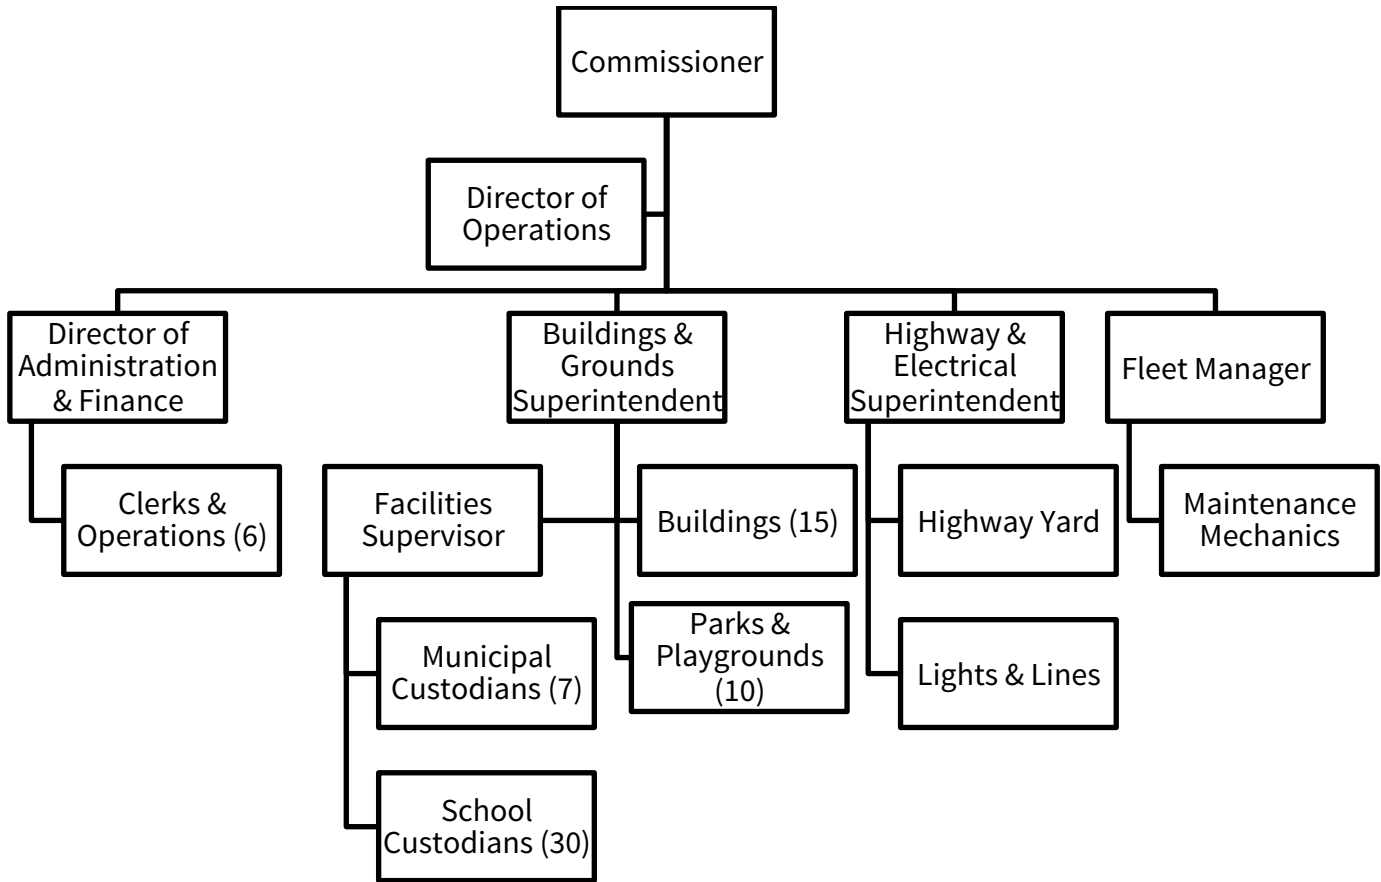 Commissioner
Director of
Operations
Director of
Administration
& Finance
Buildings &
Grounds
Superintendent
Highway &
Electrical
Superintendent
Fleet Manager
Clerks &
Operations (6)
Facilities
Supervisor
Buildings (15)
Highway Yard
Maintenance
Mechanics
Municipal
Custodians (7)
Parks &
Playgrounds
(10)
Lights & Lines
School
Custodians (30)